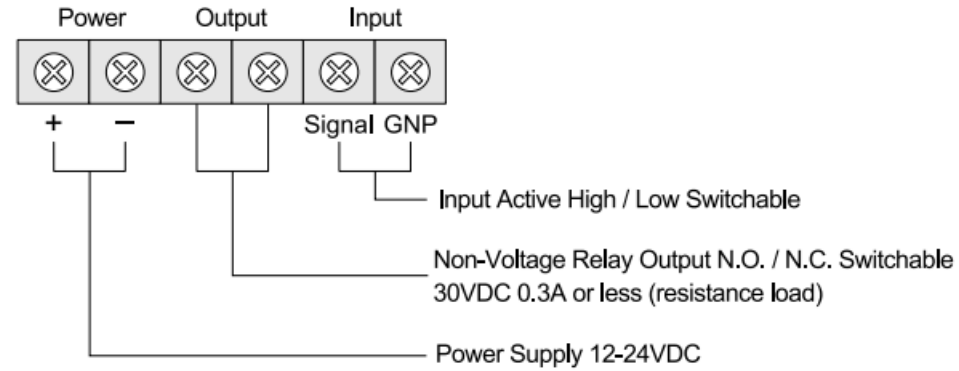 Power Output Input
+ − Signal GNP
Input Active High / Low Switchable
Non-Voltage Relay Output N.O. / N.C. Switchable
30VDC 0.3A or less (resistance load)
Power Supply 12-24VDC